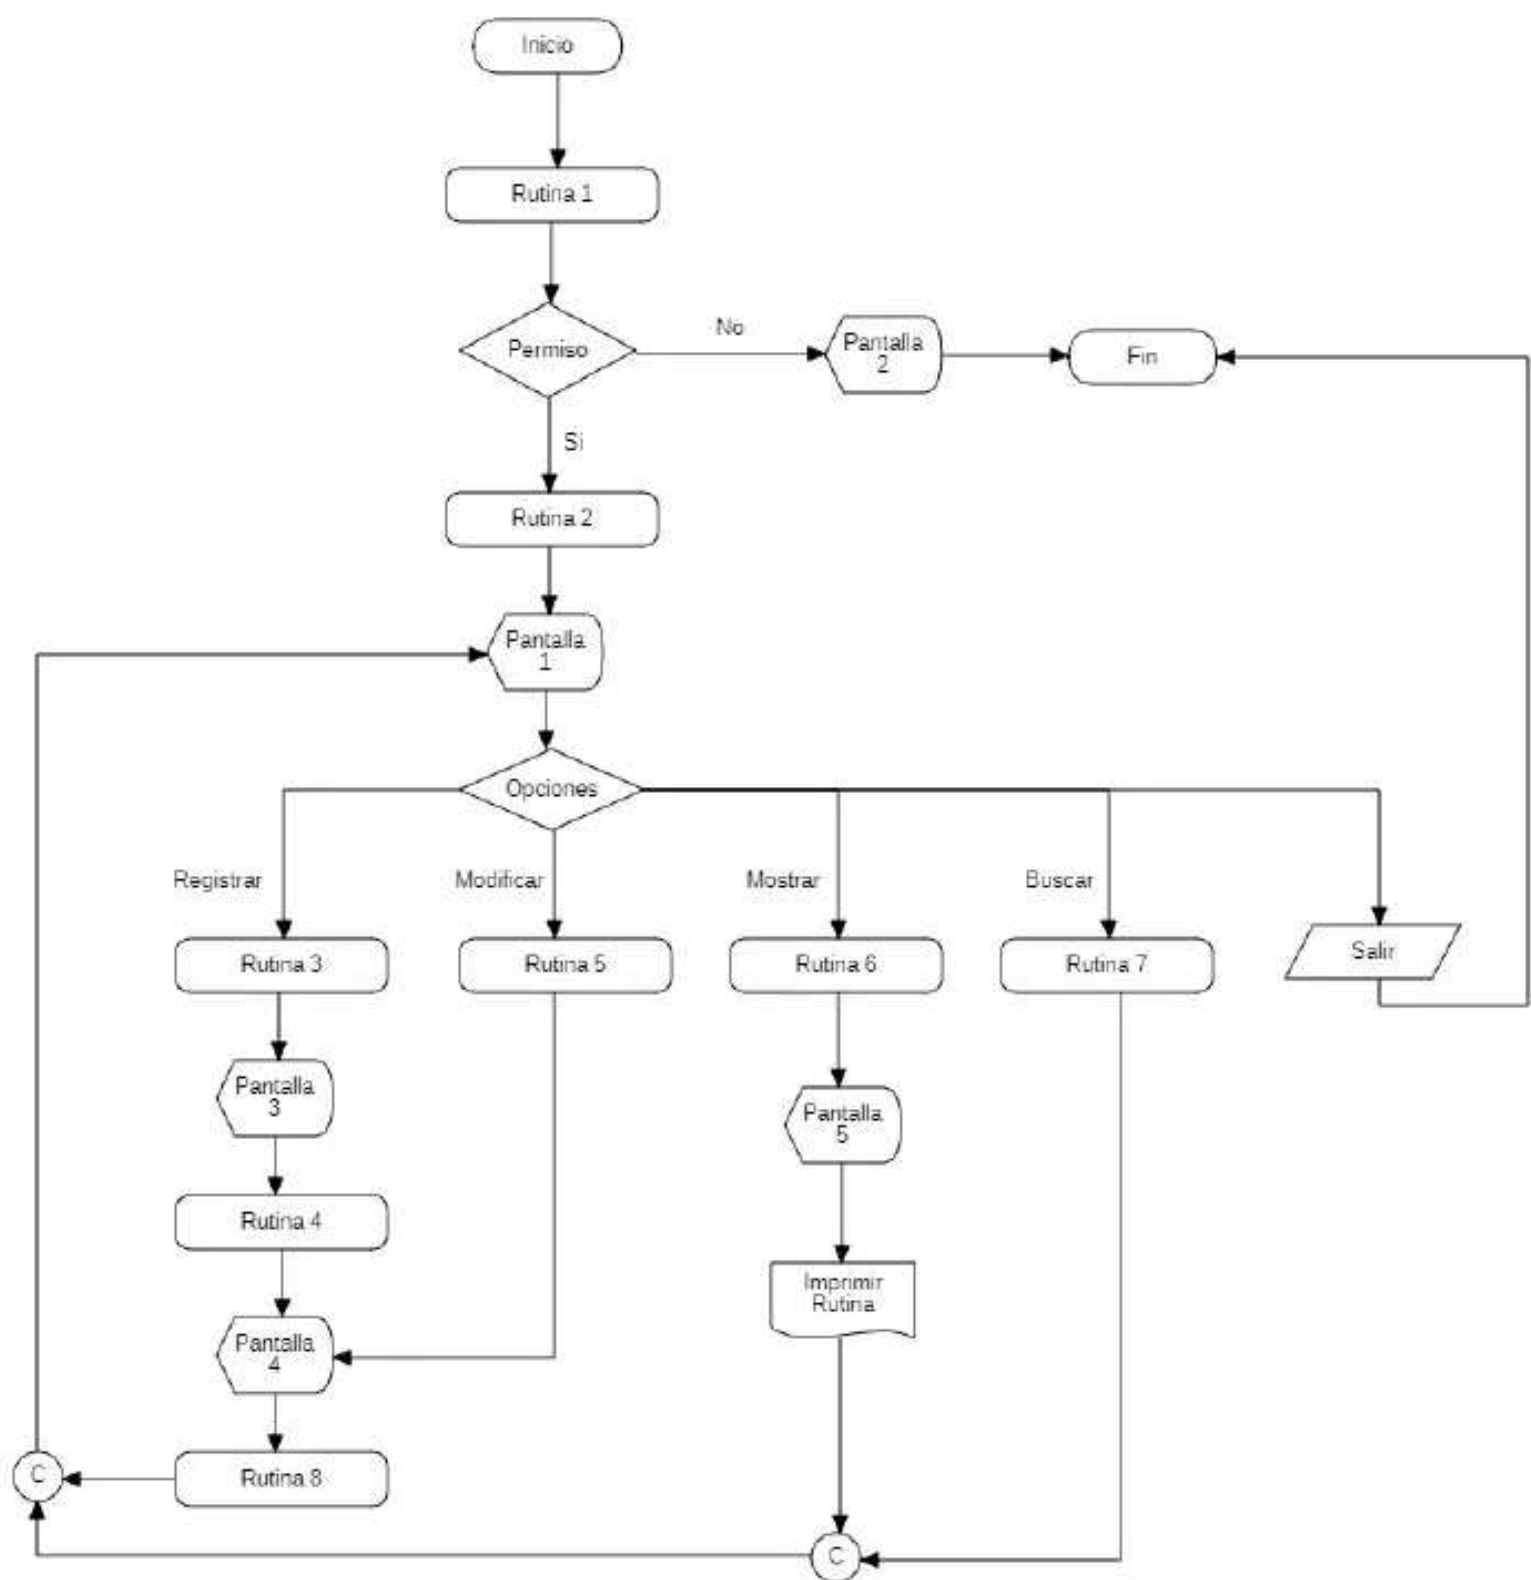 Inicio
Rutina 1
Permiso
No
Pantalla
2
Fin
Si
Rutina 2
Pantalla
1
Opciones
Registrar
Modificar
Mostrar
Buscar
Rutina 3
Rutina 5
Rutina 6
Rutina 7
Salir
Pantalla
3
Pantalla
5
Rutina 4
Imprimir
Rutina
Pantalla
4
C
Rutina 8
C